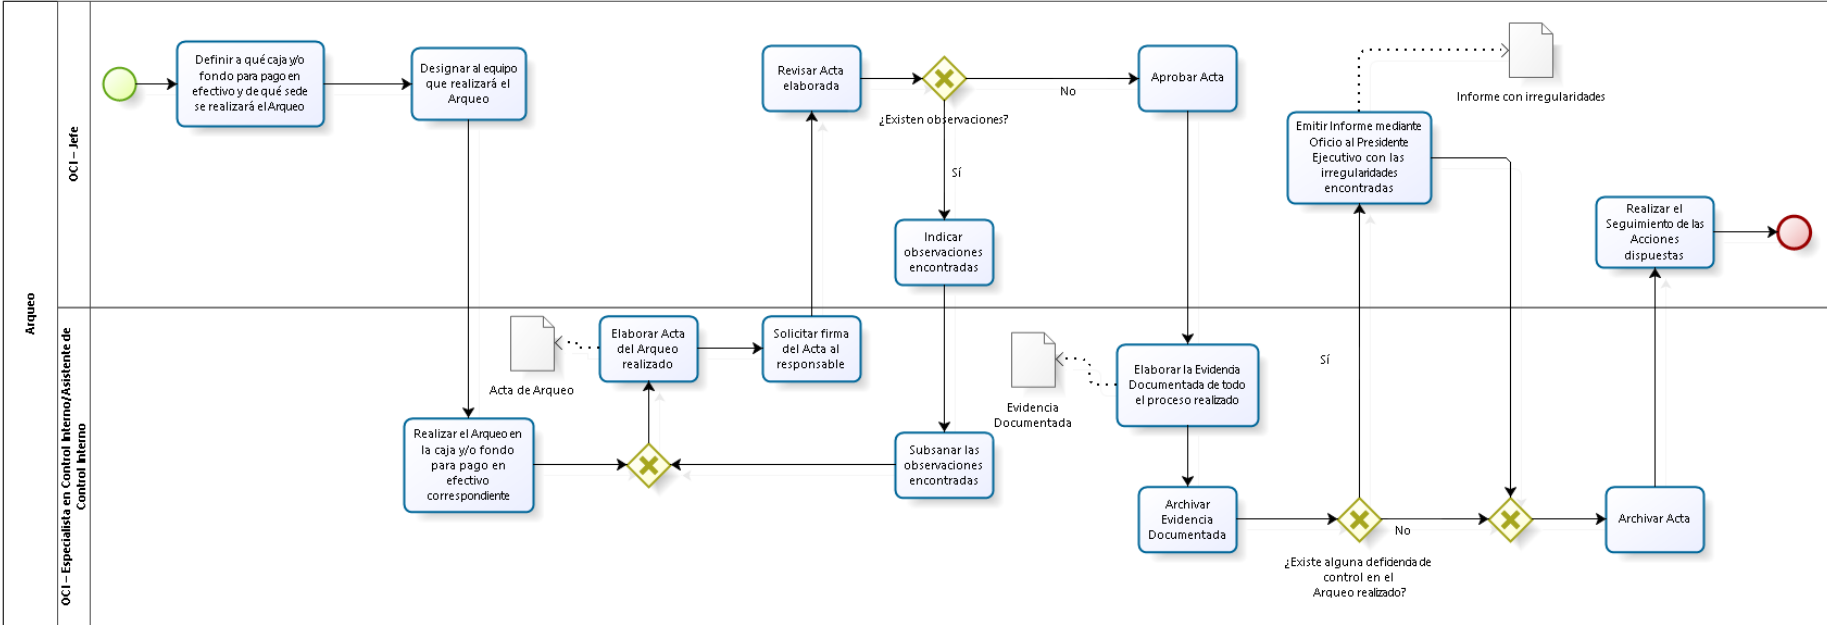 Arqueo
OCI – Jefe
Definir a qué caja y/o
fondo para pago en
efectivo y de qué sede
se realizará el Arqueo
Designar al equipo
que realizará el
Arqueo
Revisar Acta
elaborada
¿Existen observaciones?
No
Sí
Aprobar Acta
Indicar
observaciones
encontradas
Emitir Informe mediante
Oficio al Presidente
Ejecutivo con las
irregularidades
encontradas
Informe con irregularidades
Realizar el
Seguimiento de las
Acciones
dispuestas
OCI – Especialista en Control Interno/Asistente de
Control Interno
Realizar el Arqueo en
la caja y/o fondo
para pago en
efectivo
correspondiente
Acta de Arqueo
Elaborar Acta
del Arqueo
realizado
Solicitar firma
del Acta al
responsable
Subsanar las
observaciones
encontradas
Evidencia
Documentada
Elaborar la Evidencia
Documentada de todo
el proceso realizado
Archivar
Evidencia
Documentada
¿Existe alguna deficiencia de
control en el
Arqueo realizado?
Sí
No
Archivar Acta